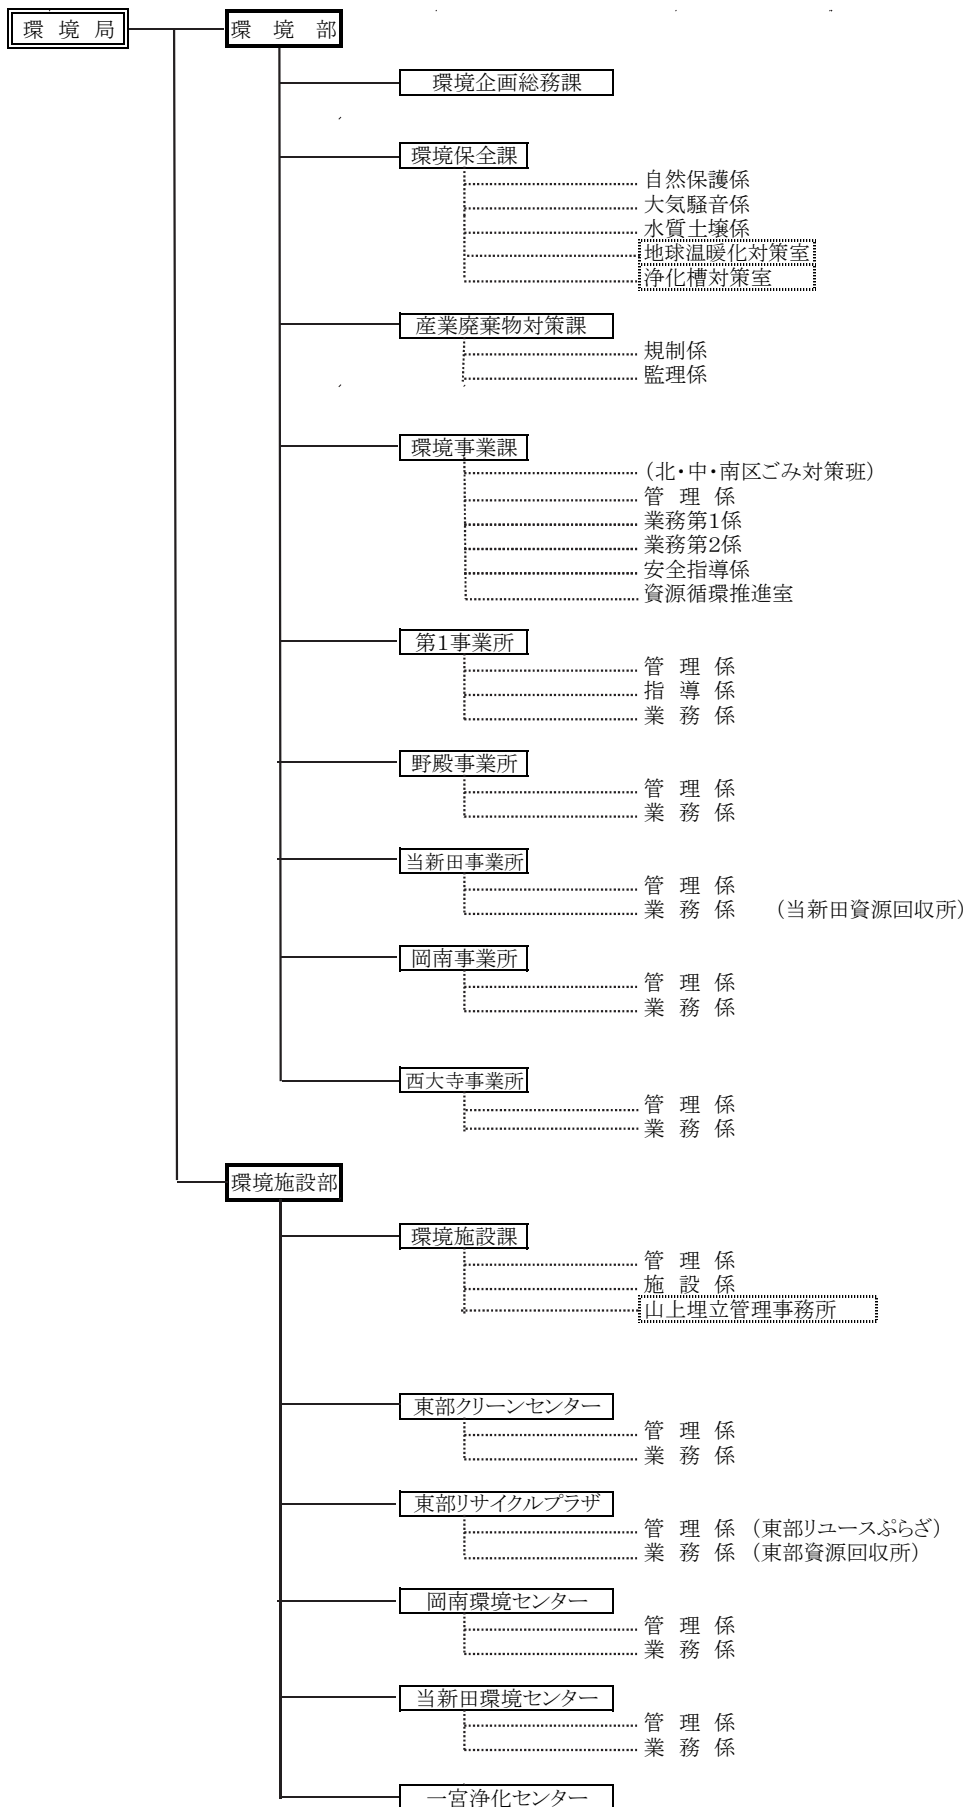 環 境 局
環 境 部
環境企画総務課
環境保全課
自然保護係
大気騒音係
水質土壌係
地球温暖化対策室
浄化槽対策室
産業廃棄物対策課
規制係
監理係
環境事業課
(北・中・南区ごみ対策班)
管 理 係
業務第1係
業務第2係
安全指導係
資源循環推進室
第1事業所
管 理 係
指 導 係
業 務 係
野殿事業所
管 理 係
業 務 係
当新田事業所
管 理 係
業 務 係 (当新田資源回収所)
岡南事業所
管 理 係
業 務 係
西大寺事業所
管 理 係
業 務 係
環境施設部
環境施設課
管 理 係
施 設 係
山上埋立管理事務所
東部クリーンセンター
管 理 係
業 務 係
東部リサイクルプラザ
管 理 係 (東部リユースぷらざ)
業 務 係 (東部資源回収所)
岡南環境センター
管 理 係
業 務 係
当新田環境センター
管 理 係
業 務 係
一宮浄化センター